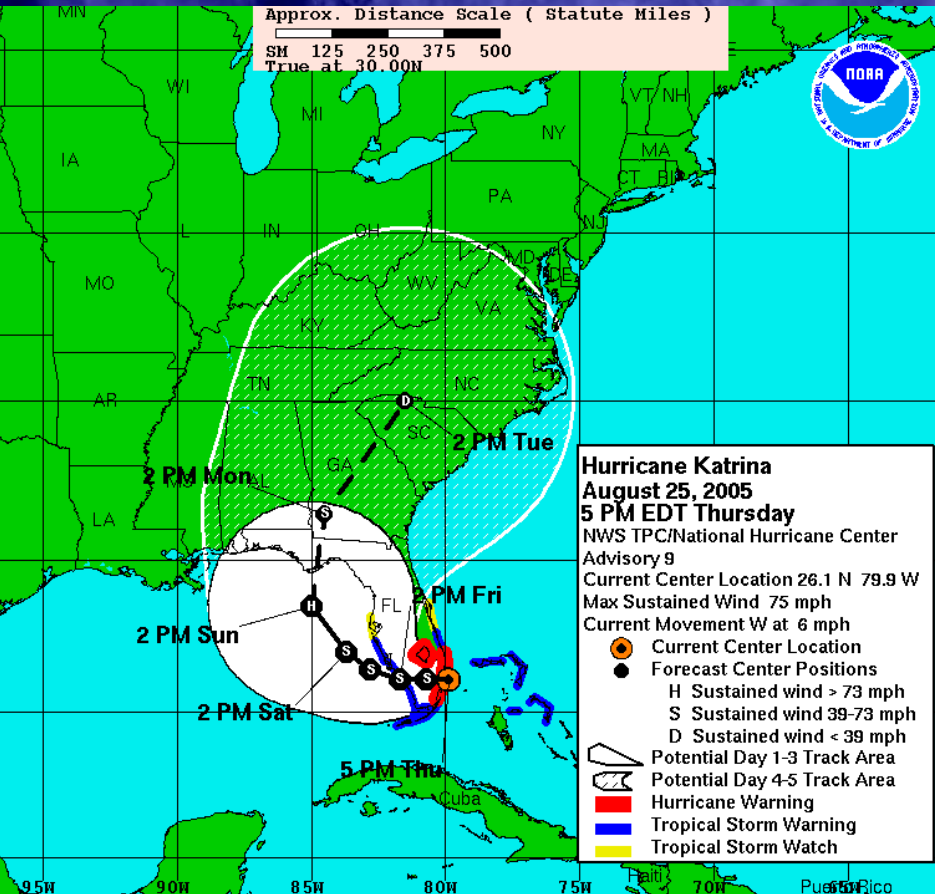 MN
Approx. Distance Scale ( Statute Miles )
SM 125 250 375 500
True at 30.00N
NOAA
WI
MI
VT
NH
NY
MA
IA
CT
RI
PA
NJ
L
IN
OH
MD
DE
MO
WV
VA
KY
TN
NC
AR
D
SC
2 PM Tue
GA
2 PM Mon
AL
MS
LA
S
2 PM Fri
FL
H
2 PM Sun
S
S
S
S
2 PM Sat
5 PM Thu
Cuba
Hurricane Katrina
August 25, 2005
5 PM EDT Thursday
NWS TPC/National Hurricane Center
Advisory 9
Current Center Location 26.1 N 79.9 W
Max Sustained Wind 75 mph
Current Movement W at 6 mph
Current Center Location
Forecast Center Positions
H Sustained wind > 73 mph
S Sustained wind 39-73 mph
D Sustained wind < 39 mph
Potential Day 1-3 Track Area
Potential Day 4-5 Track Area
Hurricane Warning
Tropical Storm Warning
Tropical Storm Watch
Haiti
95W
90W
85W
80W
75W
70W
65W
Puerto Rico